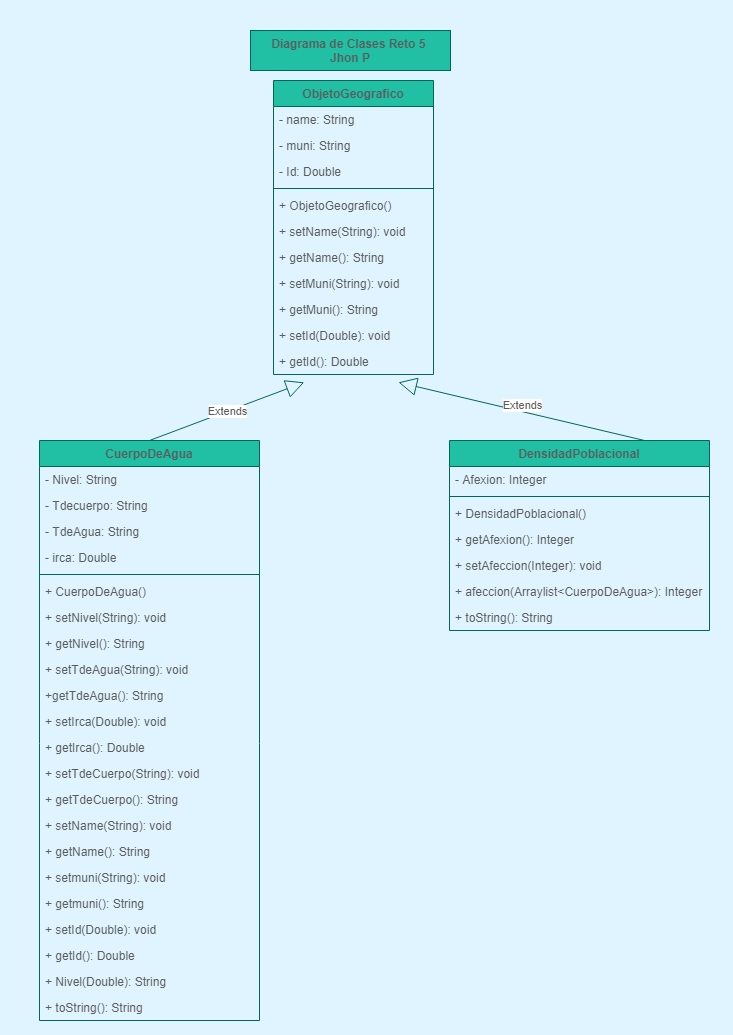 Diagrama de Clases Reto 5
Jhon P
ObjetoGeografico
- name: String
- muni: String
- Id: Double
+ ObjetoGeografico()
+ setName(String): void
+ getName(): String
+ setMuni(String): void
+ getMuni(): String
+ setId(Double): void
+ getId(): Double
Extends
Extends
CuerpoDeAgua
- Nivel: String
- Tdecuerpo: String
- TdeAgua: String
- irca: Double
+ CuerpoDeAgua()
+ setNivel(String): void
+ getNivel(): String
+ setTdeAgua(String): void
+getTdeAgua(): String
+ setIrca(Double): void
+ getIrca(): Double
+ setTdeCuerpo(String): void
+ getTdeCuerpo(): String
+ setName(String): void
+ getName(): String
+ setmuni(String): void
+ getmuni(): String
+ setId(Double): void
+ getId(): Double
+ Nivel(Double): String
+ toString(): String
DensidadPoblacional
- Afexion: Integer
+ DensidadPoblacional()
+ getAfexion(): Integer
+ setAfeccion(Integer): void
+ afeccion(Arraylist<CuerpoDeAgua>): Integer
+ toString(): String